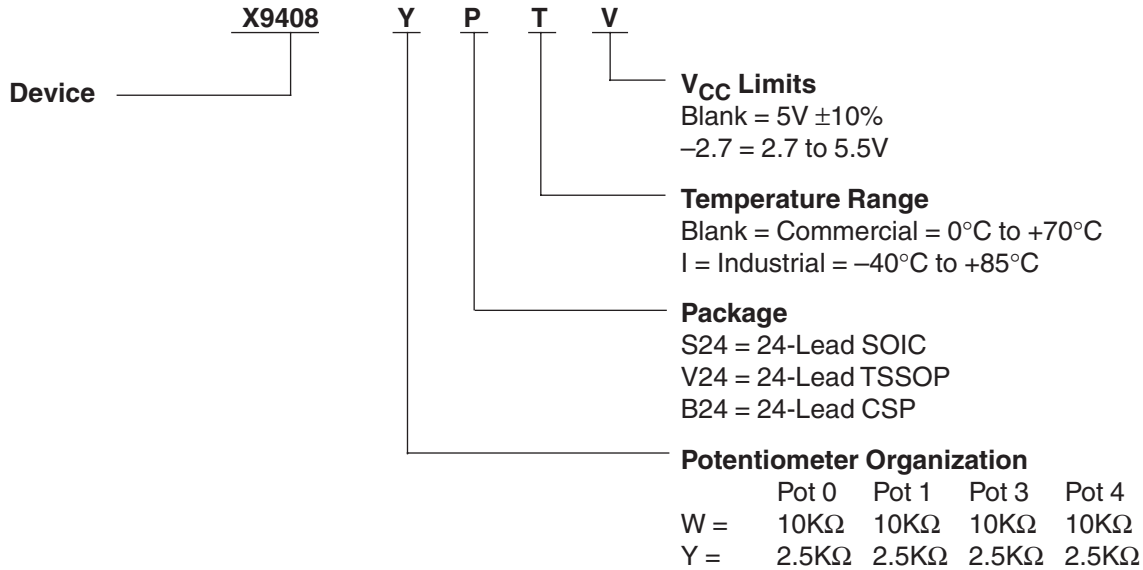 X9408 Y P T V
Device
VCC Limits
Blank = 5V ±10%
–2.7 = 2.7 to 5.5V
Temperature Range
Blank = Commercial = 0°C to +70°C
I = Industrial = –40°C to +85°C
Package
S24 = 24-Lead SOIC
V24 = 24-Lead TSSOP
B24 = 24-Lead CSP
Potentiometer Organization
Pot 0 Pot 1 Pot 3 Pot 4
W = 10KΩ 10KΩ 10KΩ 10KΩ
Y = 2.5KΩ 2.5KΩ 2.5KΩ 2.5KΩ